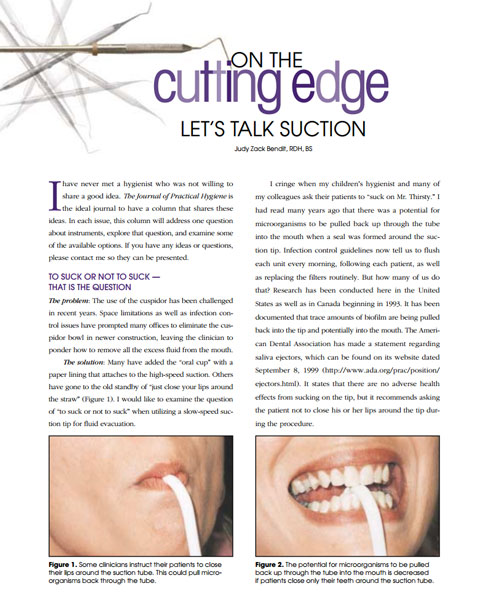 ON THE
cutting edge
LET'S TALK SUCTION
Judy Zack Bendit, RDH, BS
I have never met a hygienist who was not willing to
share a good idea. The Journal of Practical Hygiene is
the ideal journal to have a column that shares these
ideas. In each issue, this column will address one question
about instruments, explore that question, and examine some
of the available options. If you have any ideas or questions,
please contact me so they can be presented.
TO SUCK OR NOT TO SUCK —
THAT IS THE QUESTION
The problem: The use of the cuspidor has been challenged
in recent years. Space limitations as well as infection con-
trol issues have prompted many offices to eliminate the cus-
pidor bowl in newer construction, leaving the clinician to
ponder how to remove all the excess fluid from the mouth.
The solution: Many have added the "oral cup" with a
paper lining that attaches to the high-speed suction. Others
have gone to the old standby of "just close your lips around
the straw" (Figure 1). I would like to examine the question
of "to suck or not to suck" when utilizing a slow-speed suc-
tion tip for fluid evacuation.
I cringe when my children's hygienist and many of
my colleagues ask their patients to "suck on Mr. Thirsty." I
had read many years ago that there was a potential for
microorganisms to be pulled back up through the tube
into the mouth when a seal was formed around the suc-
tion tip. Infection control guidelines now tell us to flush
each unit every morning, following each patient, as well
as replacing the filters routinely. But how many of us do
that? Research has been conducted here in the United
States as well as in Canada beginning in 1993. It has been
documented that trace amounts of biofilm are being pulled
back into the tip and potentially into the mouth. The Ameri-
can Dental Association has made a statement regarding
saliva ejectors, which can be found on its website dated
September 8, 1999 (http://www.ada.org/prac/position/
ejectors.html). It states that there are no adverse health
effects from sucking on the tip, but it recommends asking
the patient not to close his or her lips around the tip dur-
ing the procedure.
Figure 1. Some clinicians instruct their patients to close
their lips around the suction tube. This could pull micro-
organisms back through the tube.
Figure 2. The potential for microorganisms to be pulled
back up through the tube into the mouth is decreased
if patients close only their teeth around the suction tube.